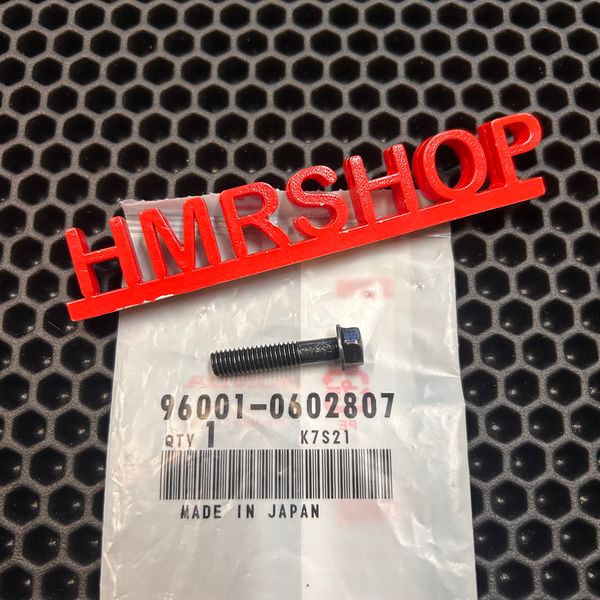 HMRSHOP
96001-0602807
QTY 1 K7S21
MADE IN JAPAN